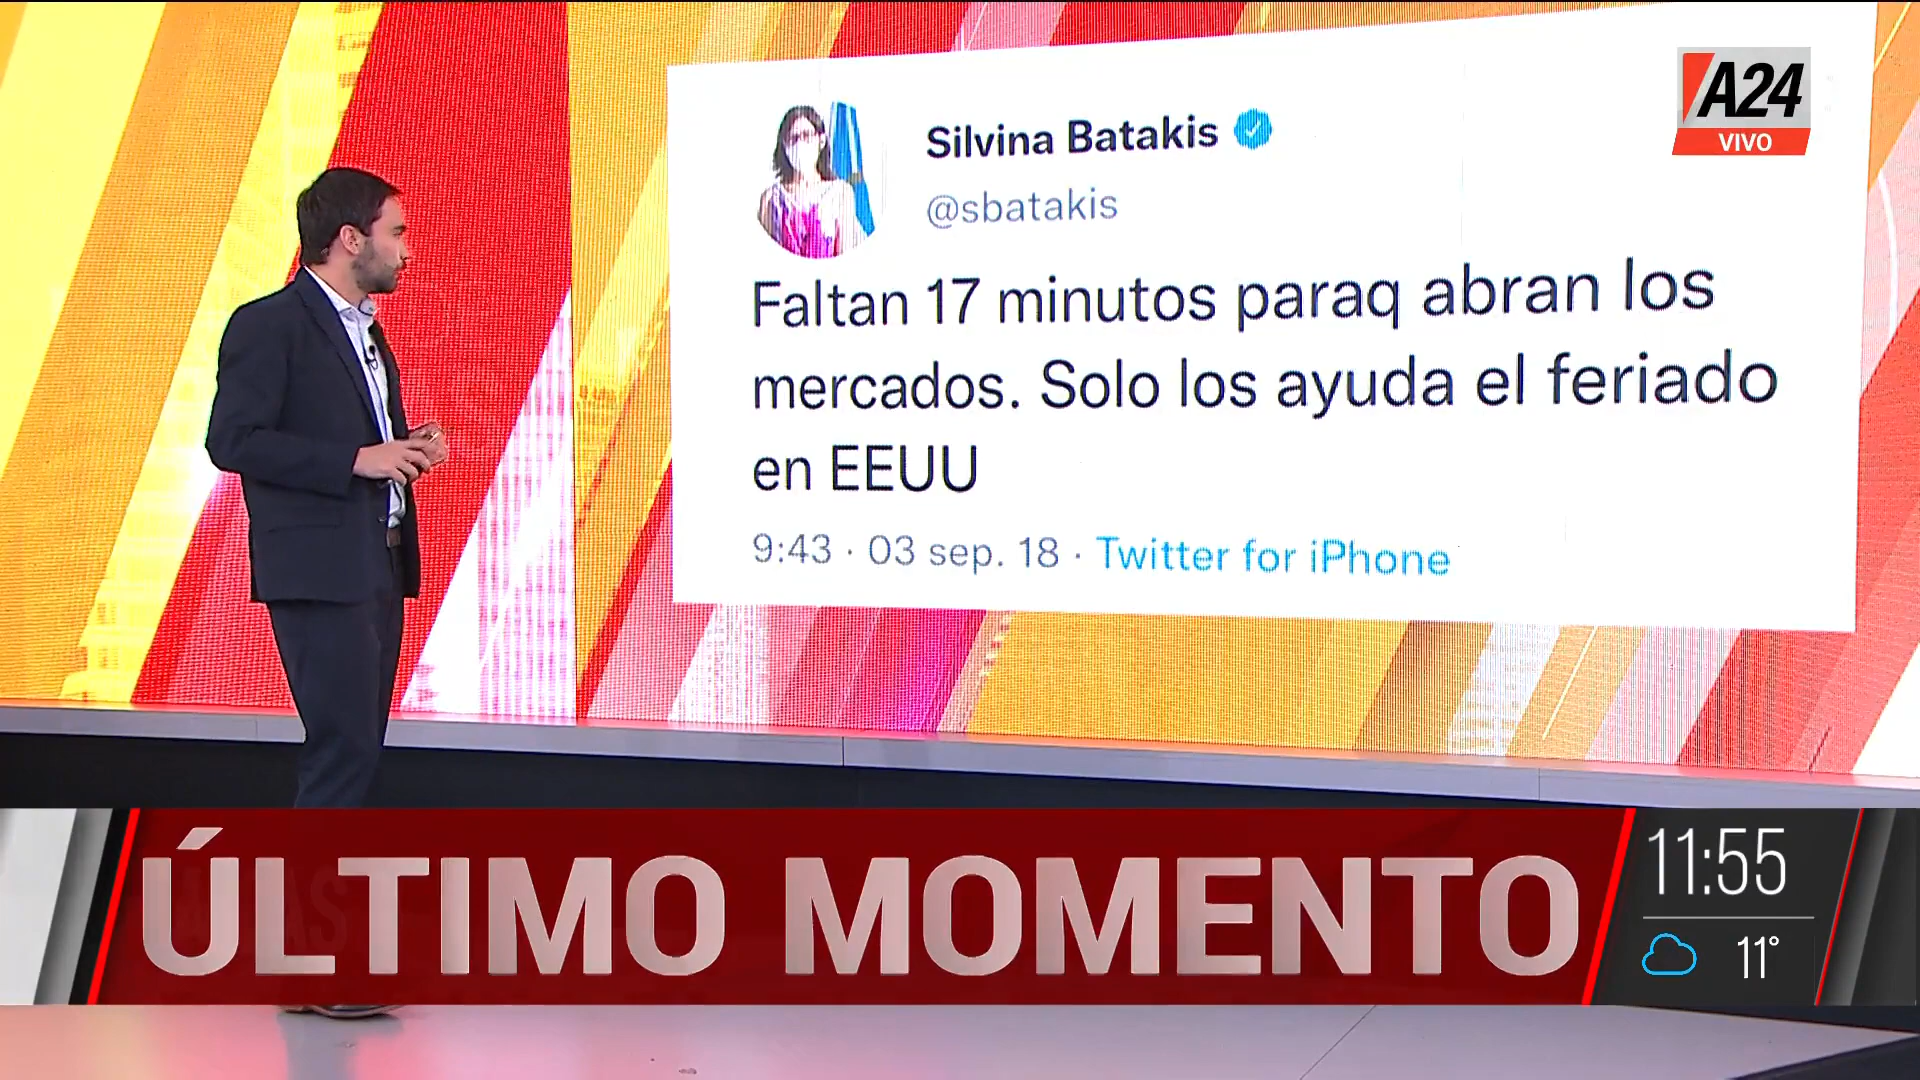 A24
VIVO
Silvina Batakis
@sbatakis
Faltan 17 minutos paraq abran los
mercados. Solo los ayuda el feriado
en EEUU
9:43 · 03 sep. 18 · Twitter for iPhone
ÚLTIMO MOMENTO
11:55
11°